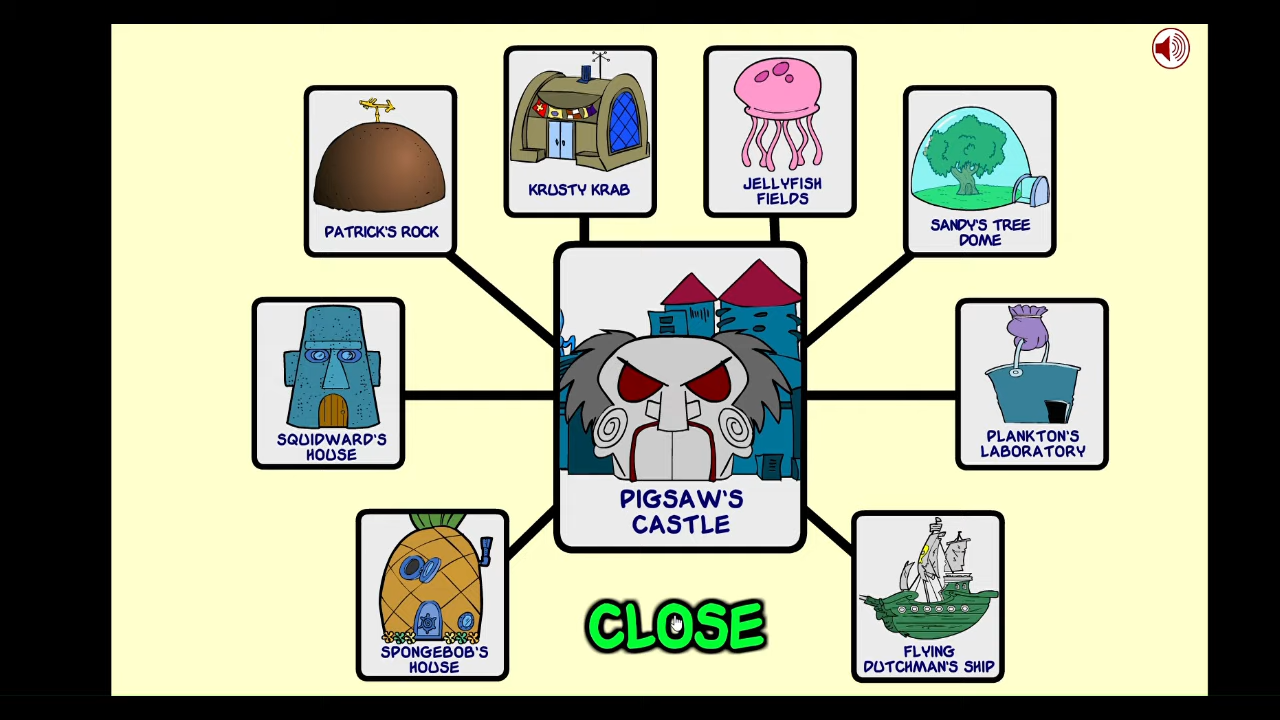 KRUSTY KRAB
JELLYFISH
FIELDS
PATRICK'S ROCK
SANDY'S TREE
DOME
SQUIDWARD'S
HOUSE
PLANKTON'S
LABORATORY
PIGSAW'S
CASTLE
SPONGEBOB'S
HOUSE
CLOSE
FLYING
DUTCHMAN'S SHIP